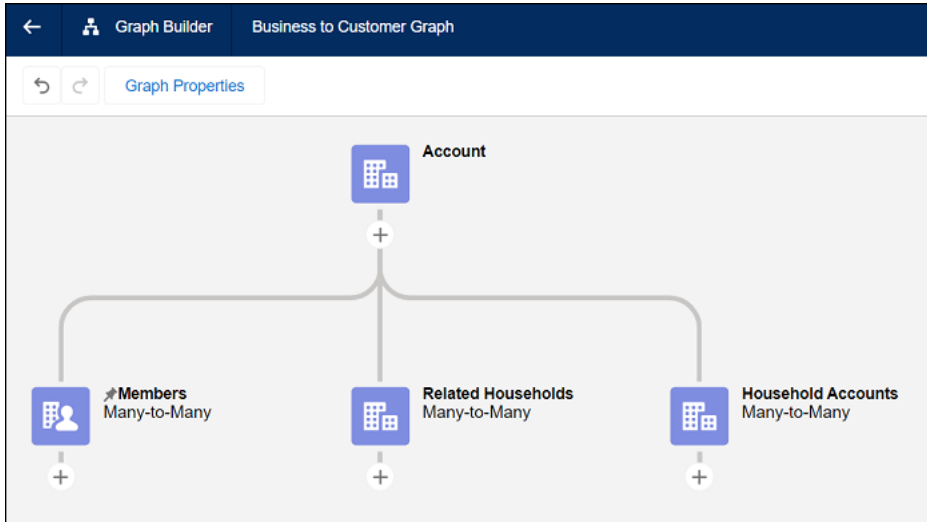 Graph Builder
Business to Customer Graph
Graph Properties
Account
Members
Many-to-Many
Related Households
Many-to-Many
Household Accounts
Many-to-Many